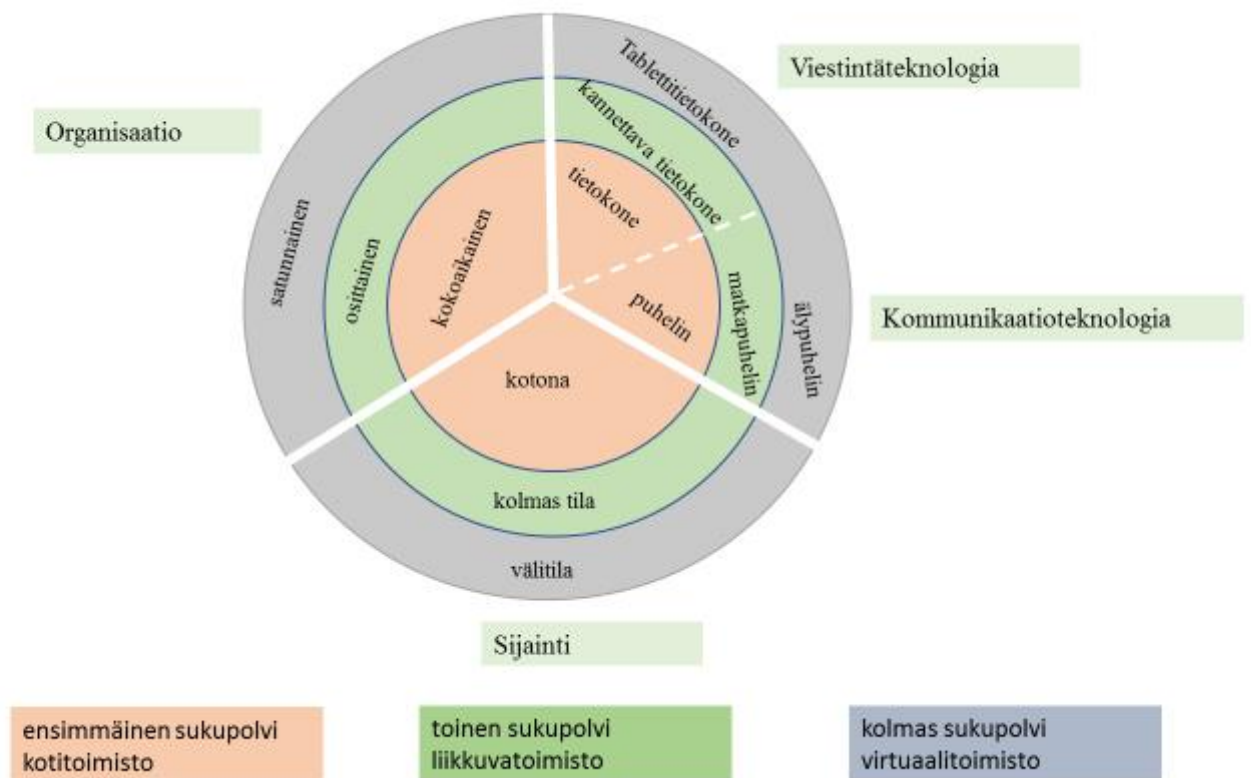 Tablettitietokone
Viestintäteknologia
kannettava tietokone
Organisaatio
tietokone
satunnainen
osittainen
kokoaikainen
puhelin
matkapuhelin
älypuhelin
Kommunikaatioteknologia
kotona
kolmas tila
välitila
Sijainti
ensimmäinen sukupolvi
kotitoimisto
toinen sukupolvi
liikkuvatoimisto
kolmas sukupolvi
virtuaalitoimisto